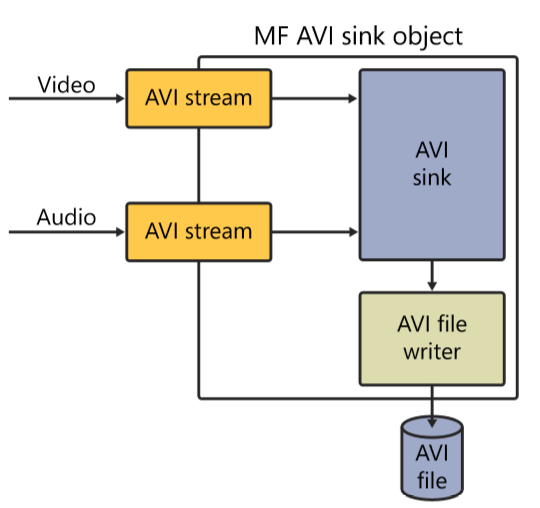 MF AVI sink object
Video
AVI stream
AVI
sink
Audio
AVI stream
AVI file
writer
AVI
file